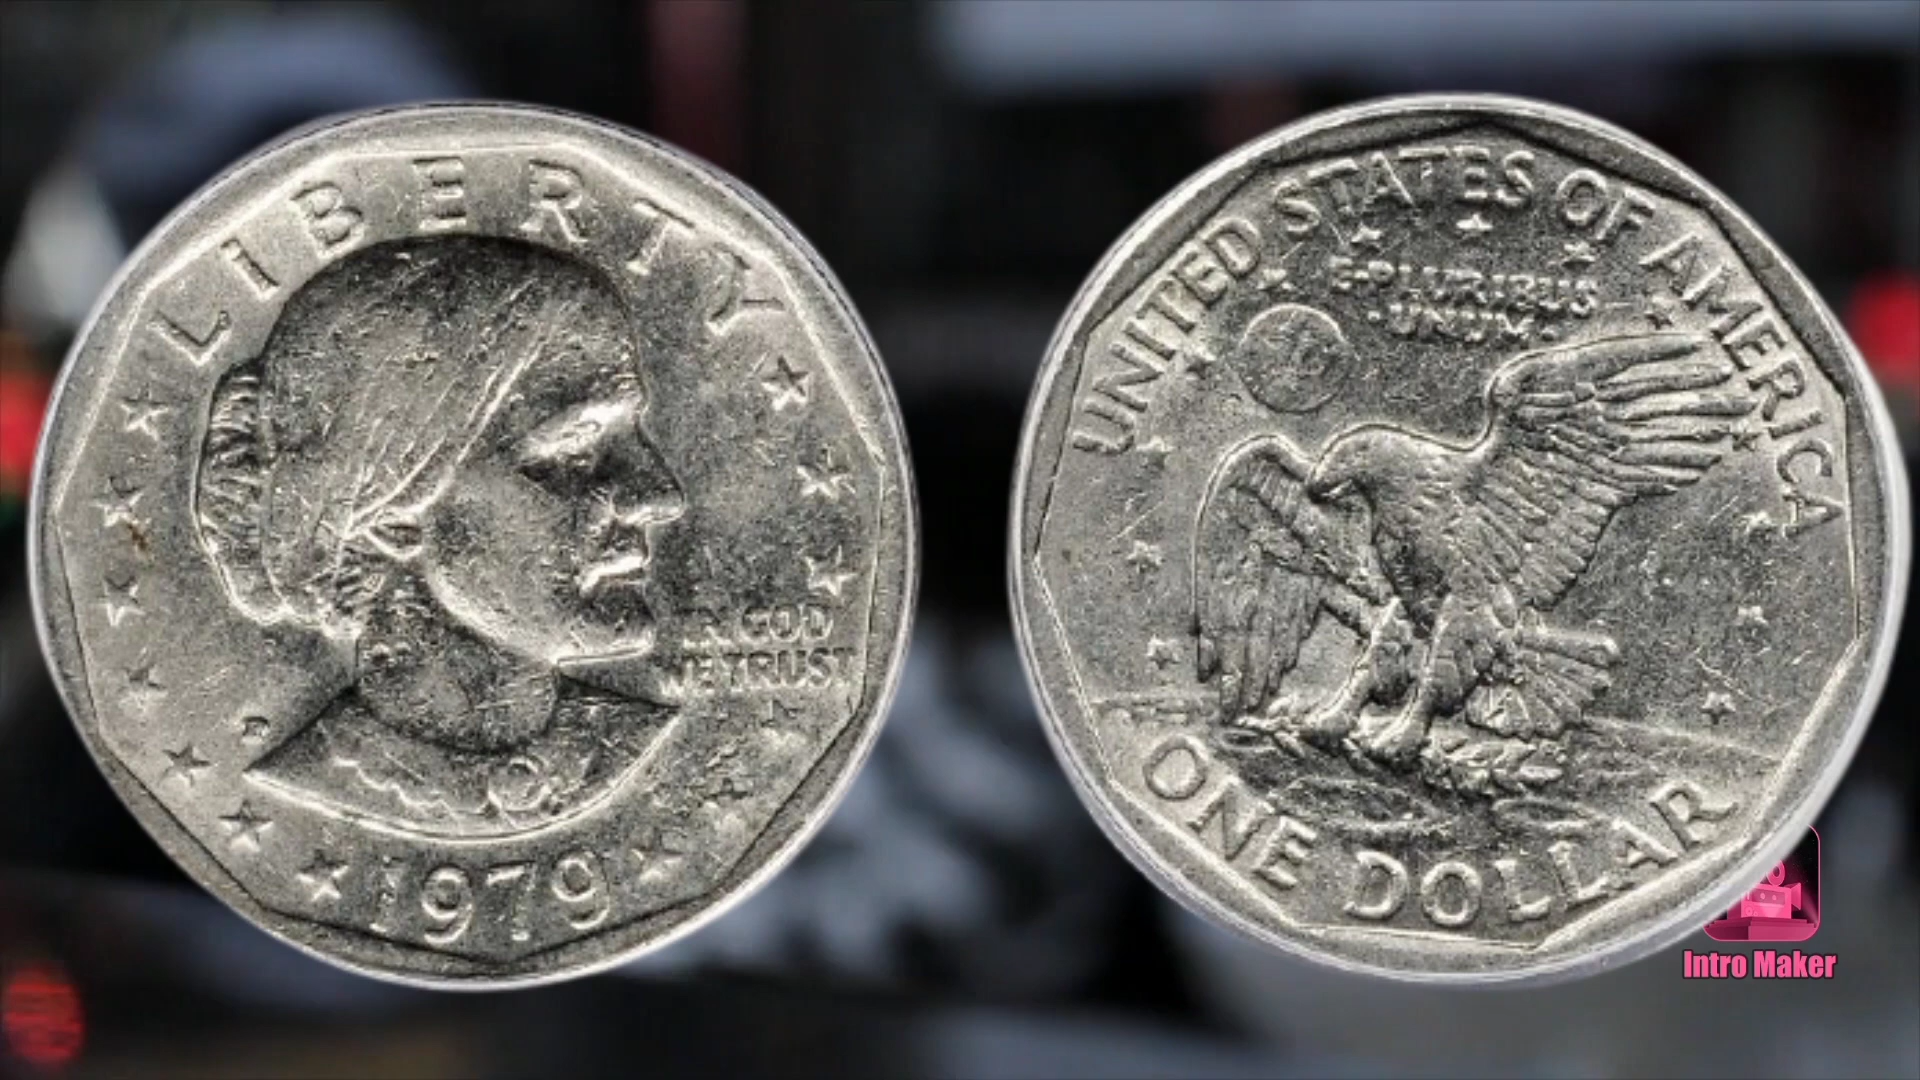 LIBERTY
IN GOD
WE TRUST
D
1979
UNITED STATES OF AMERICA
E·PLURIBUS
·UNUM·
ONE DOLLAR
Intro Maker